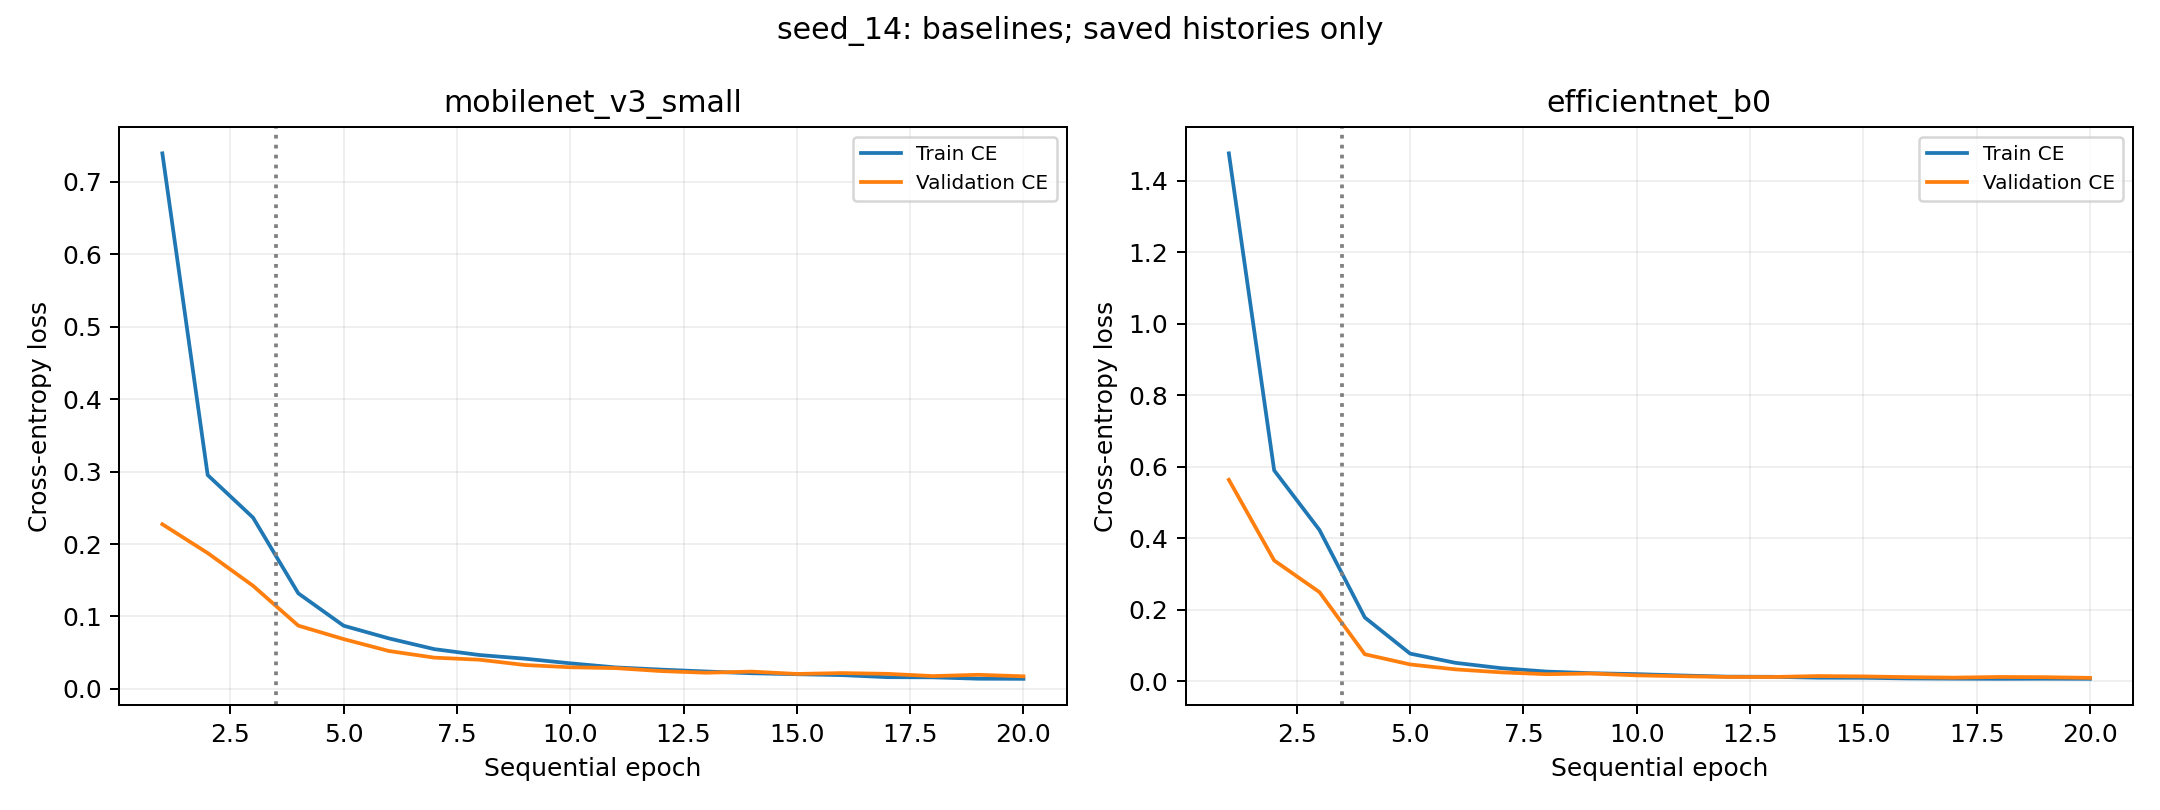 seed_14: baselines; saved histories only
mobilenet_v3_small
Train CE
Validation CE
0.7
0.6
0.5
0.4
0.3
0.2
0.1
0.0
Cross-entropy loss
2.5 5.0 7.5 10.0 12.5 15.0 17.5 20.0
Sequential epoch
efficientnet_b0
Train CE
Validation CE
1.4
1.2
1.0
0.8
0.6
0.4
0.2
0.0
Cross-entropy loss
2.5 5.0 7.5 10.0 12.5 15.0 17.5 20.0
Sequential epoch